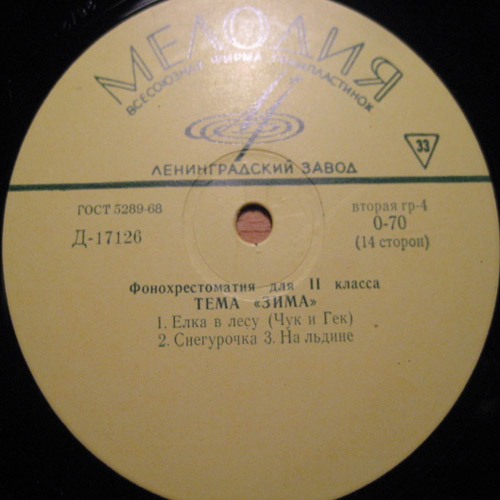 МЕЛОДИЯ
ВСЕСОЮЗНАЯ ФИРМА ГРАМПЛАСТИНОК
33
ЛЕНИНГРАДСКИЙ ЗАВОД
ГОСТ 5289-68
вторая гр-4
Д-17126
0-70
(14 сторон)
Фонохрестоматия для II класса
ТЕМА «ЗИМА»
1. Елка в лесу (Чук и Гек)
2. Снегурочка 3. На льдине